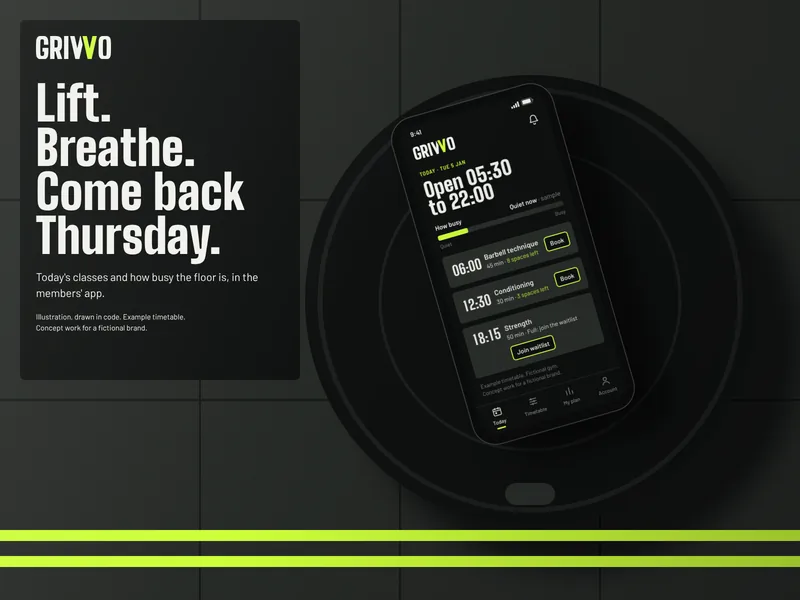 GRIVVO
Lift.
Breathe.
Come back
Thursday.
Today's classes and how busy the floor is, in the
members' app.
Illustration, drawn in code. Example timetable.
Concept work for a fictional brand.
9:41
GRIVVO
TODAY · TUE 5 JAN
Open 05:30
to 22:00
How busy
Quiet now · sample
Quiet
Busy
06:00
Barbell technique
45 min · 8 spaces left
Book
12:30
Conditioning
30 min · 3 spaces left
Book
18:15
Strength
50 min · Full: join the waitlist
Join waitlist
Example timetable. Fictional gym.
Concept work for a fictional brand.
Today
Timetable
My plan
Account